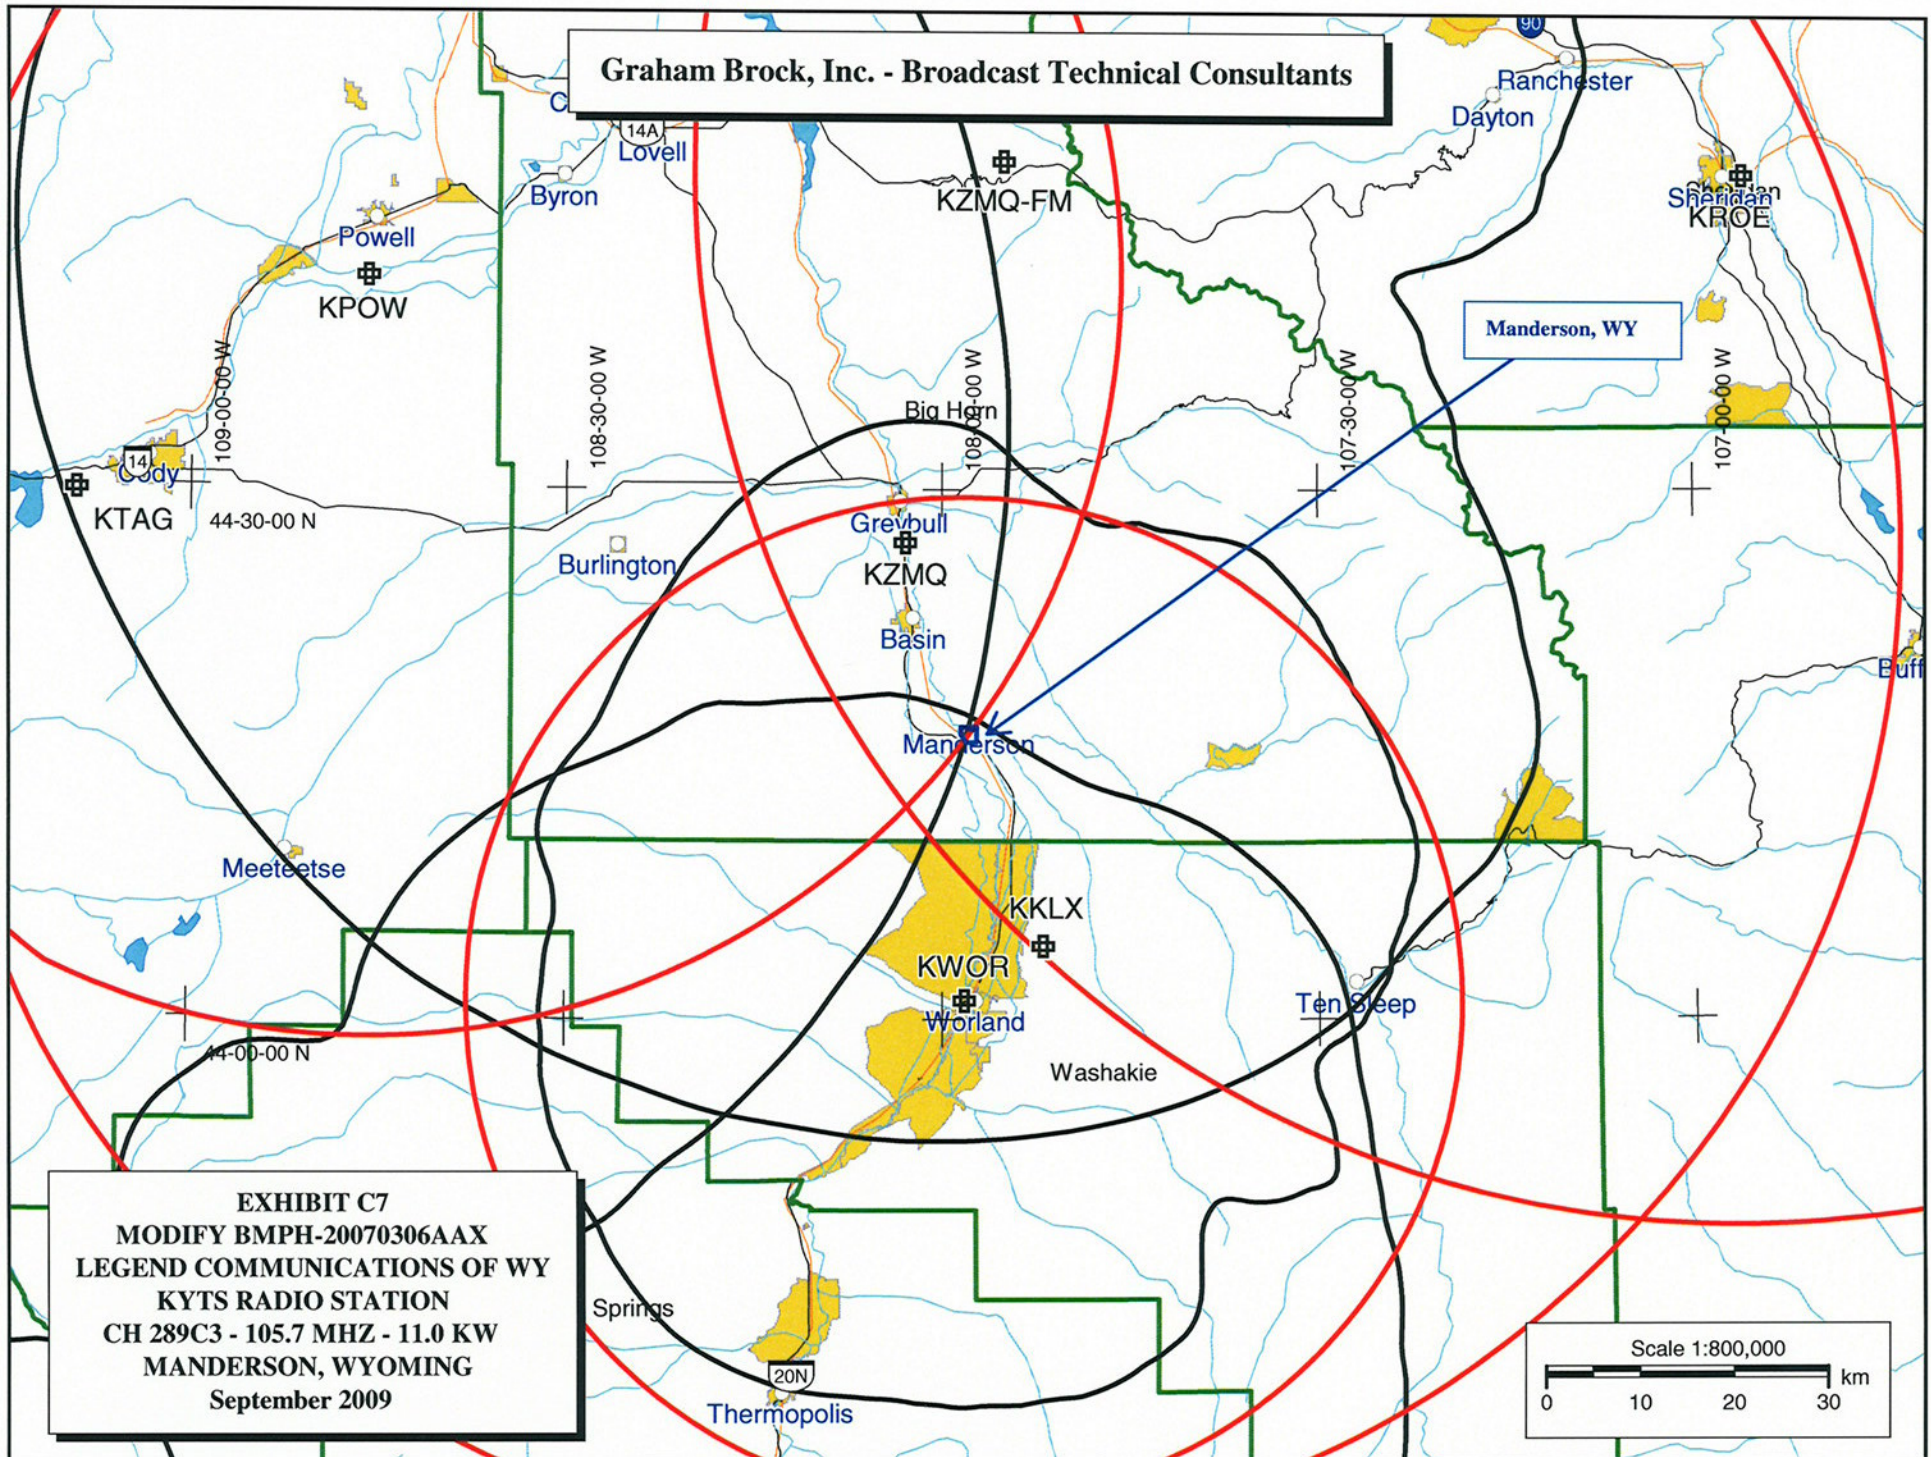 Graham Brock, Inc. - Broadcast Technical Consultants
90
Ranchester
Dayton
C
14A
Lovell
Byron
KZMQ-FM
Sheridan
KROE
Powell
KPOW
Manderson, WY
109-00-00 W
108-30-00 W
108-00-00 W
107-30-00 W
107-00-00 W
Big Horn
14
Cody
KTAG
44-30-00 N
Greybull
Burlington
KZMQ
Basin
Buff
Manderson
Meeteetse
KKLX
KWOR
Worland
Ten Sleep
44-00-00 N
Washakie
EXHIBIT C7
MODIFY BMPH-20070306AAX
LEGEND COMMUNICATIONS OF WY
KYTS RADIO STATION
CH 289C3 - 105.7 MHZ - 11.0 KW
MANDERSON, WYOMING
September 2009
Springs
20N
Thermopolis
Scale 1:800,000
km
0 10 20 30